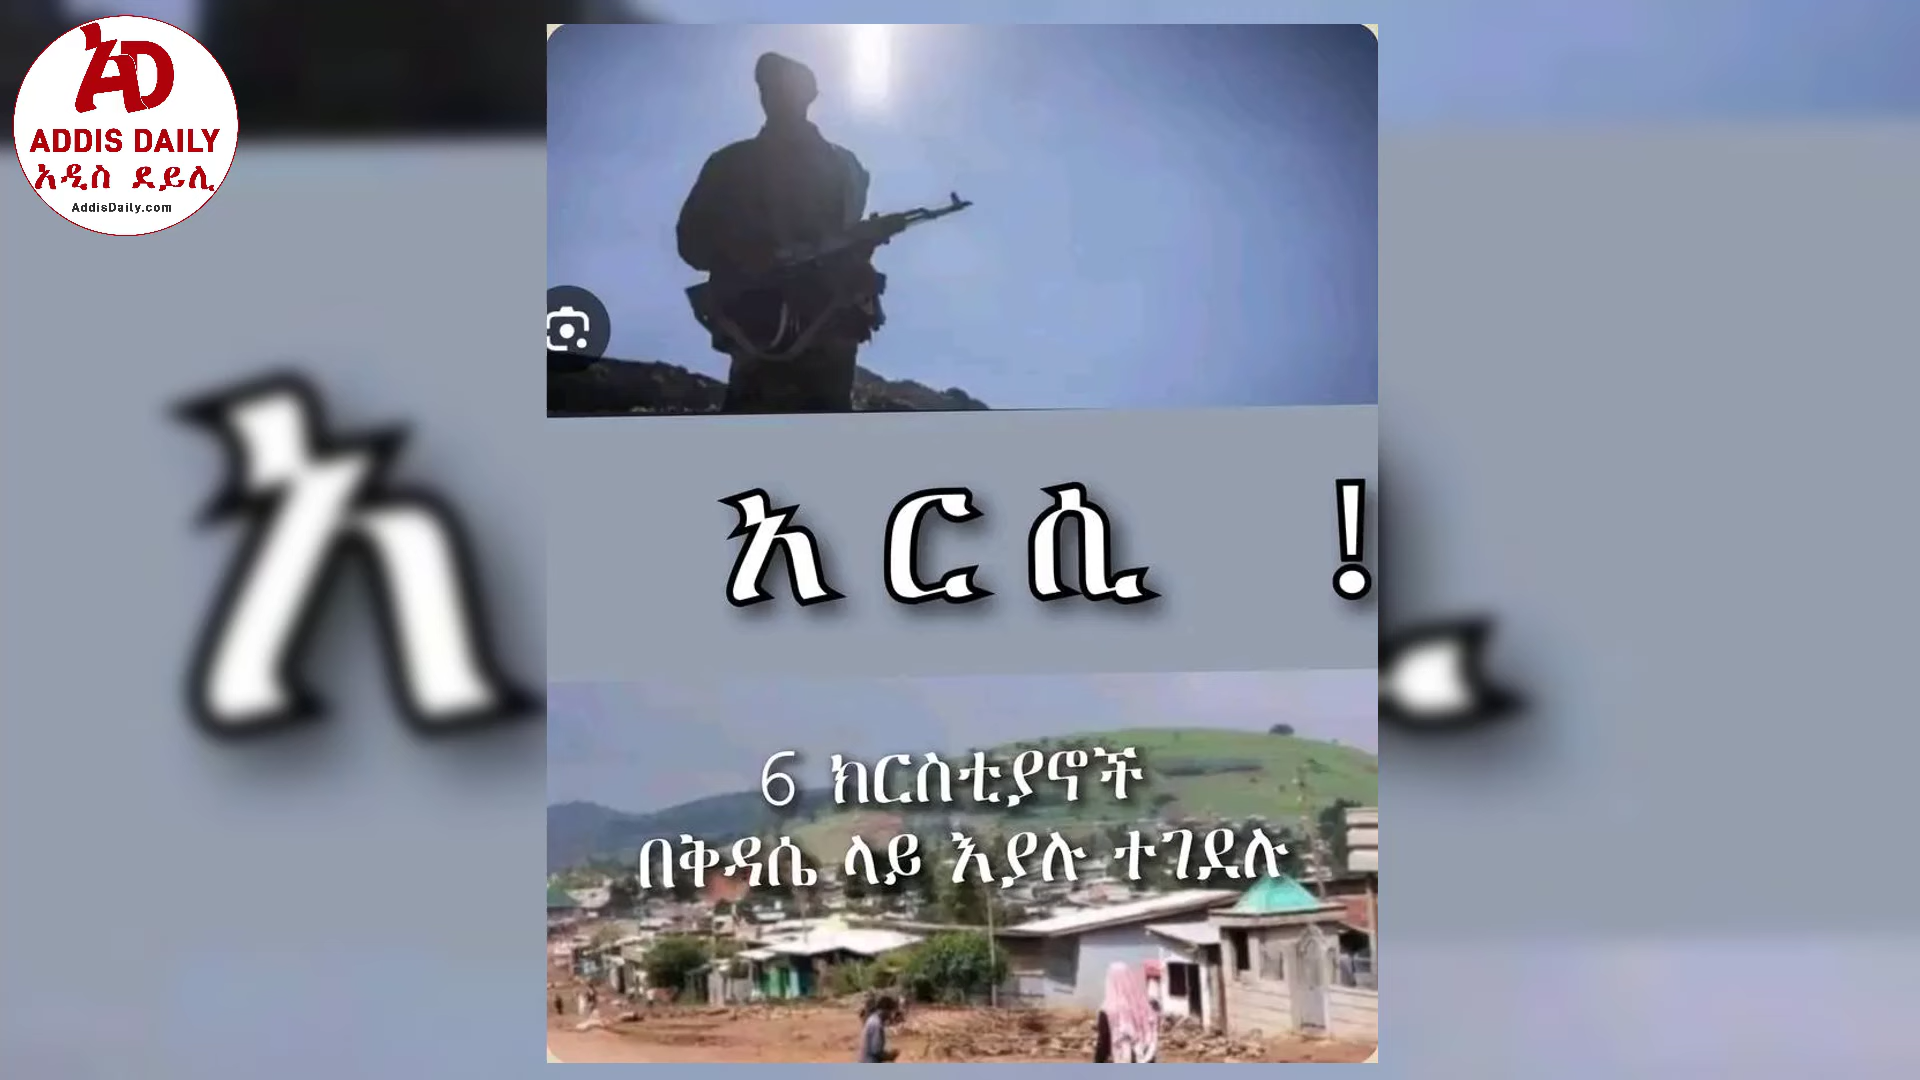 ADDIS DAILY
አዲስ ደይሊ
AddisDaily.com
አርሲ !
6 ክርስቲያኖች
በቅዳሴ ላይ እያሉ ተገደሉ